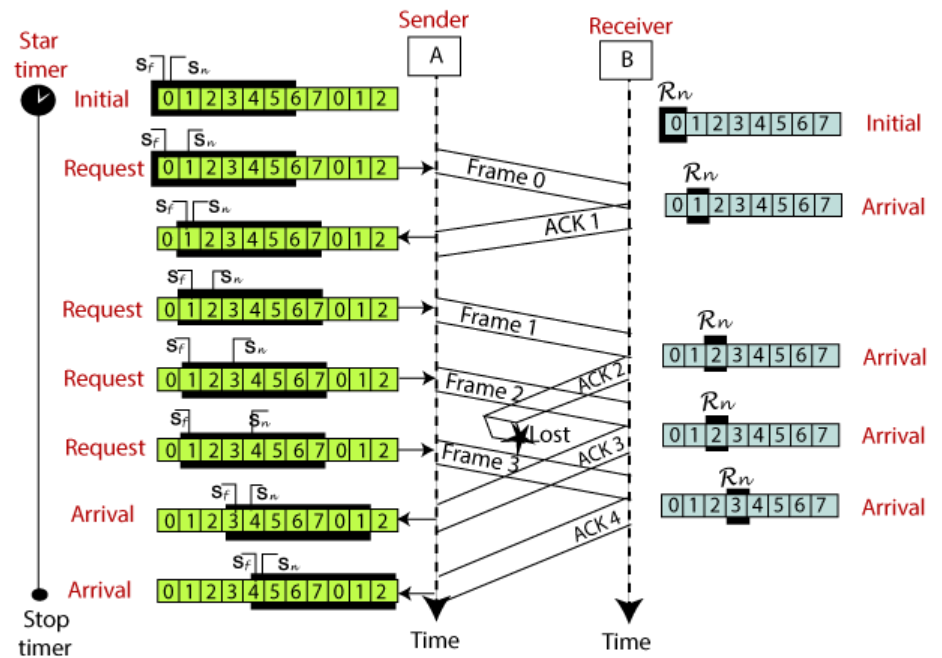 Sender
Receiver
Star
timer
A
B
Sf Sn
Rn
Initial
0 1 2 3 4 5 6 7 0 1 2
0 1 2 3 4 5 6 7
Initial
Sf Sn
Request
0 1 2 3 4 5 6 7 0 1 2
Frame 0
Rn
0 1 2 3 4 5 6 7
Arrival
Sf Sn
0 1 2 3 4 5 6 7 0 1 2
ACK 1
Sf Sn
Request
0 1 2 3 4 5 6 7 0 1 2
Frame 1
Rn
0 1 2 3 4 5 6 7
Arrival
Sf Sn
Request
0 1 2 3 4 5 6 7 0 1 2
Frame 2
ACK 2
Rn
0 1 2 3 4 5 6 7
Arrival
Sf Sn
Request
0 1 2 3 4 5 6 7 0 1 2
Lost
Frame 3
ACK 3
Rn
0 1 2 3 4 5 6 7
Arrival
Sf Sn
Arrival
0 1 2 3 4 5 6 7 0 1 2
ACK 4
Sf Sn
Arrival
0 1 2 3 4 5 6 7 0 1 2
Stop
timer
Time
Time